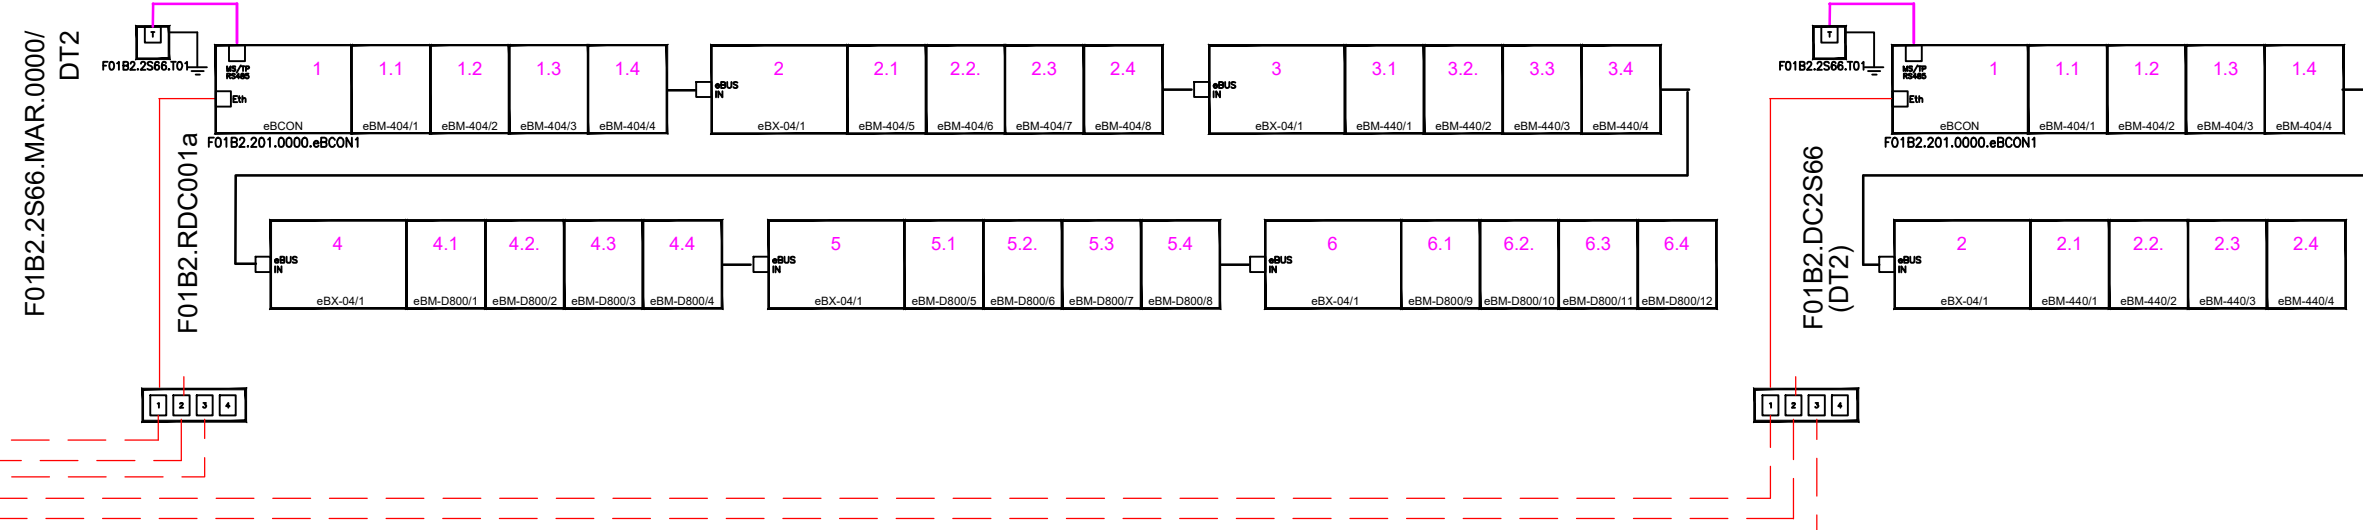 F01B2.2S66.MAR.0000/
DT2
T
F01B2.2S66.T01
MS/TP
RS485
Eth
1
1.1
1.2
1.3
1.4
eBCON
eBM-404/1
eBM-404/2
eBM-404/3
eBM-404/4
F01B2.201.0000.eBCON1
eBUS
IN
2
2.1
2.2.
2.3
2.4
eBX-04/1
eBM-404/5
eBM-404/6
eBM-404/7
eBM-404/8
eBUS
IN
3
3.1
3.2.
3.3
3.4
eBX-04/1
eBM-440/1
eBM-440/2
eBM-440/3
eBM-440/4
F01B2.RDC001a
eBUS
IN
4
4.1
4.2.
4.3
4.4
eBX-04/1
eBM-D800/1
eBM-D800/2
eBM-D800/3
eBM-D800/4
eBUS
IN
5
5.1
5.2.
5.3
5.4
eBX-04/1
eBM-D800/5
eBM-D800/6
eBM-D800/7
eBM-D800/8
eBUS
IN
6
6.1
6.2.
6.3
6.4
eBX-04/1
eBM-D800/9
eBM-D800/10
eBM-D800/11
eBM-D800/12
1 2 3 4
T
F01B2.2S66.T01
MS/TP
RS485
Eth
1
1.1
1.2
1.3
1.4
eBCON
eBM-404/1
eBM-404/2
eBM-404/3
eBM-404/4
F01B2.201.0000.eBCON1
F01B2.DC2S66
(DT2)
eBUS
IN
2
2.1
2.2.
2.3
2.4
eBX-04/1
eBM-440/1
eBM-440/2
eBM-440/3
eBM-440/4
1 2 3 4